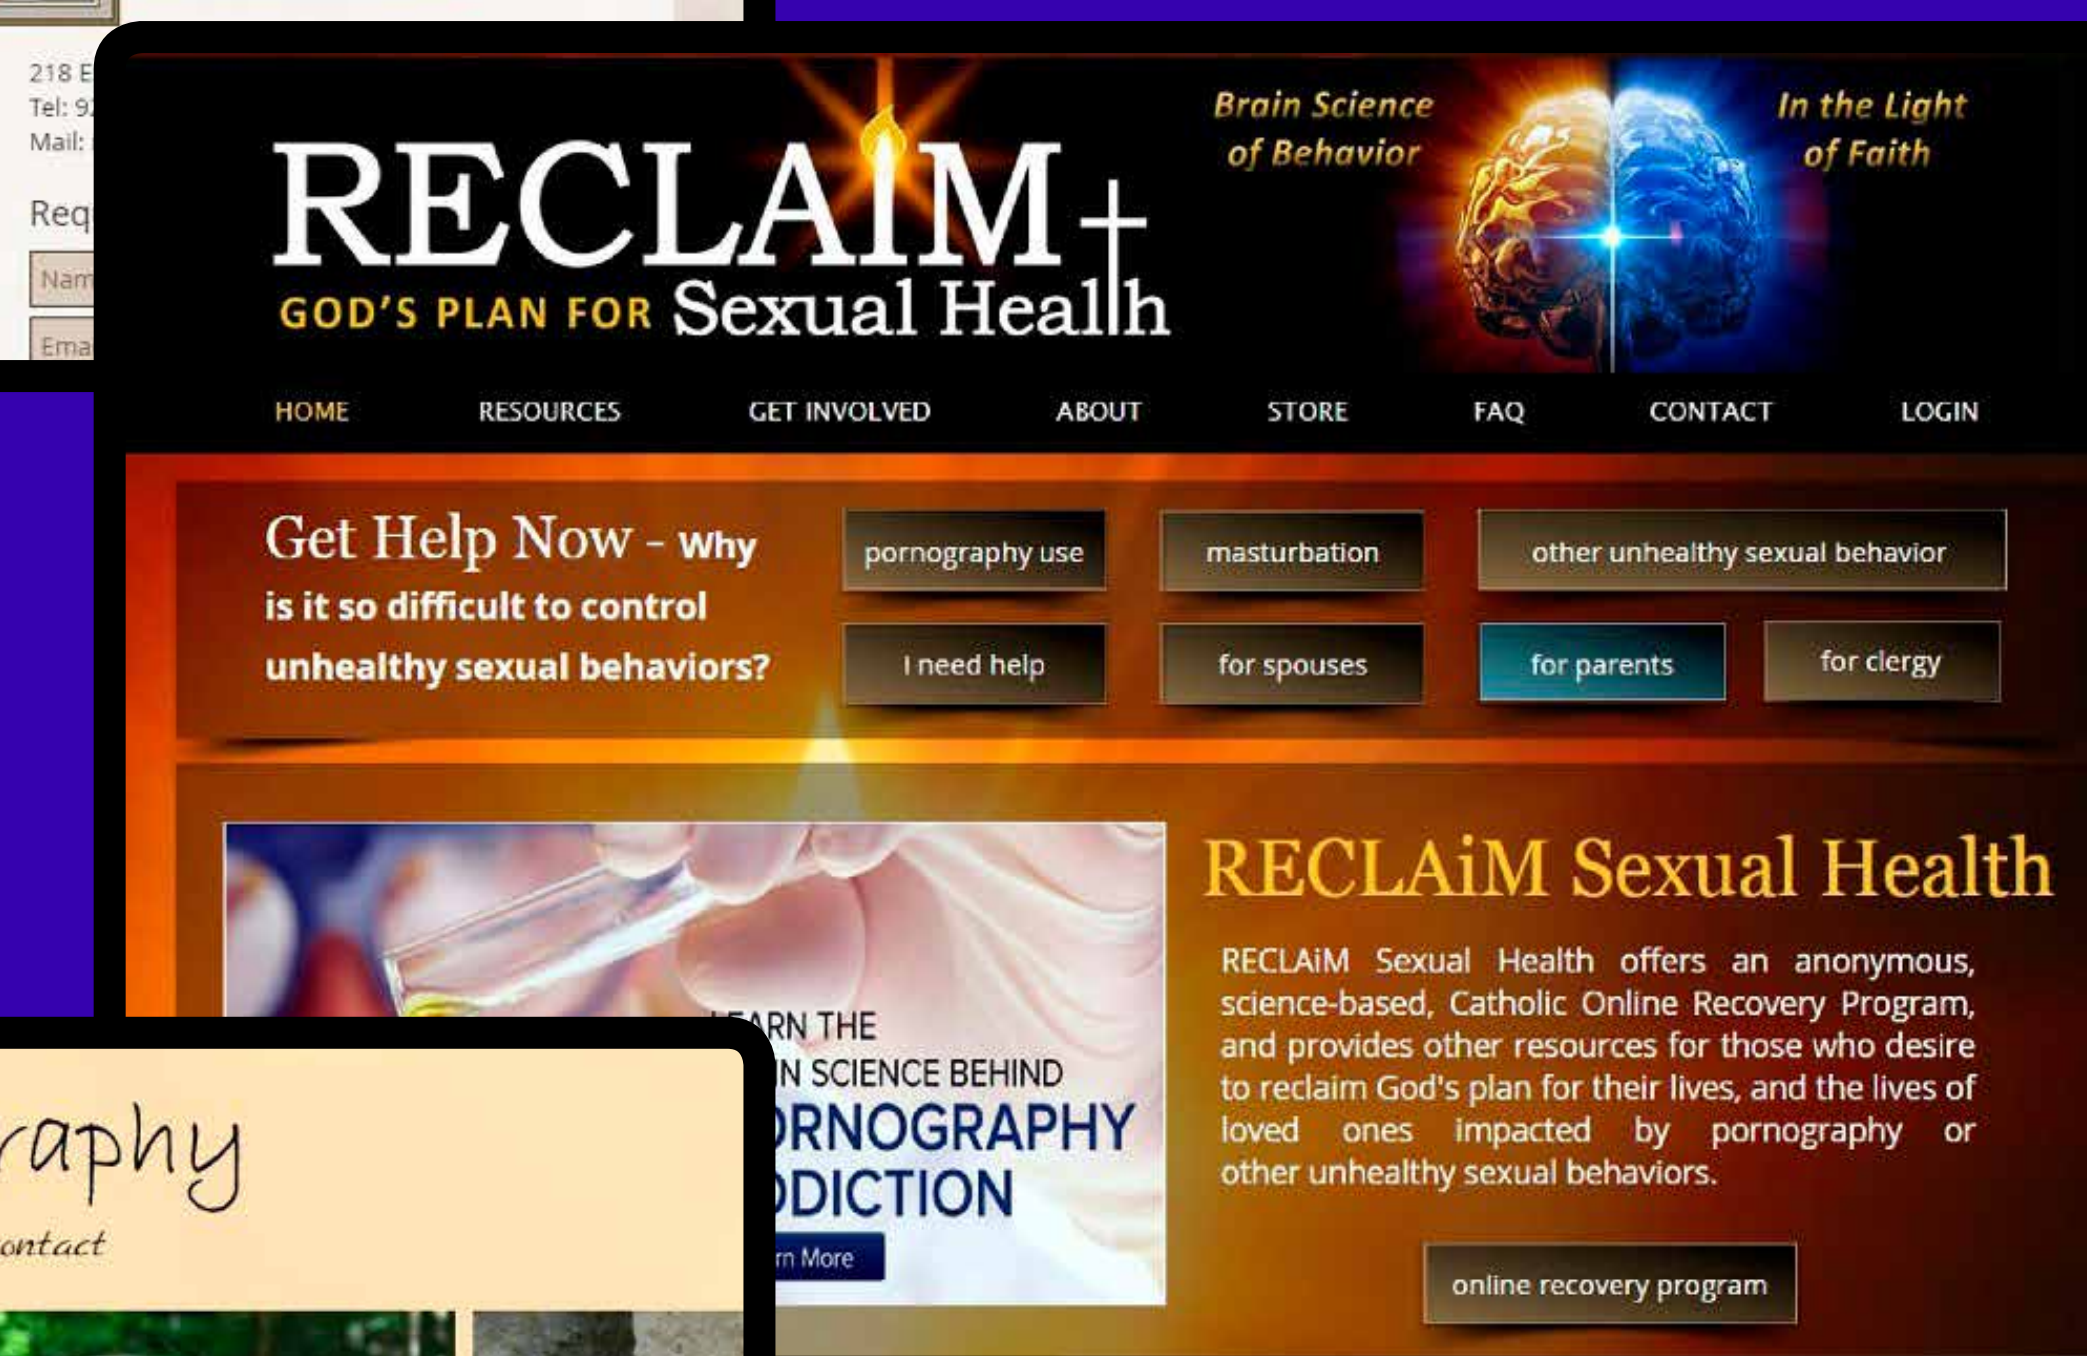 218 E
Tel: 92
Mail:
Req
Nam
Ema
RECLAiM
GOD'S PLAN FOR Sexual Health
Brain Science
of Behavior
In the Light
of Faith
HOME RESOURCES GET INVOLVED ABOUT STORE FAQ CONTACT LOGIN
Get Help Now - Why
is it so difficult to control
unhealthy sexual behaviors?
pornography use masturbation other unhealthy sexual behavior
I need help for spouses for parents for clergy
ARN THE
IN SCIENCE BEHIND
ORNOGRAPHY
DDICTION
rn More
RECLAiM Sexual Health
RECLAiM Sexual Health offers an anonymous,
science-based, Catholic Online Recovery Program,
and provides other resources for those who desire
to reclaim God's plan for their lives, and the lives of
loved ones impacted by pornography or
other unhealthy sexual behaviors.
online recovery program
raphy
ontact